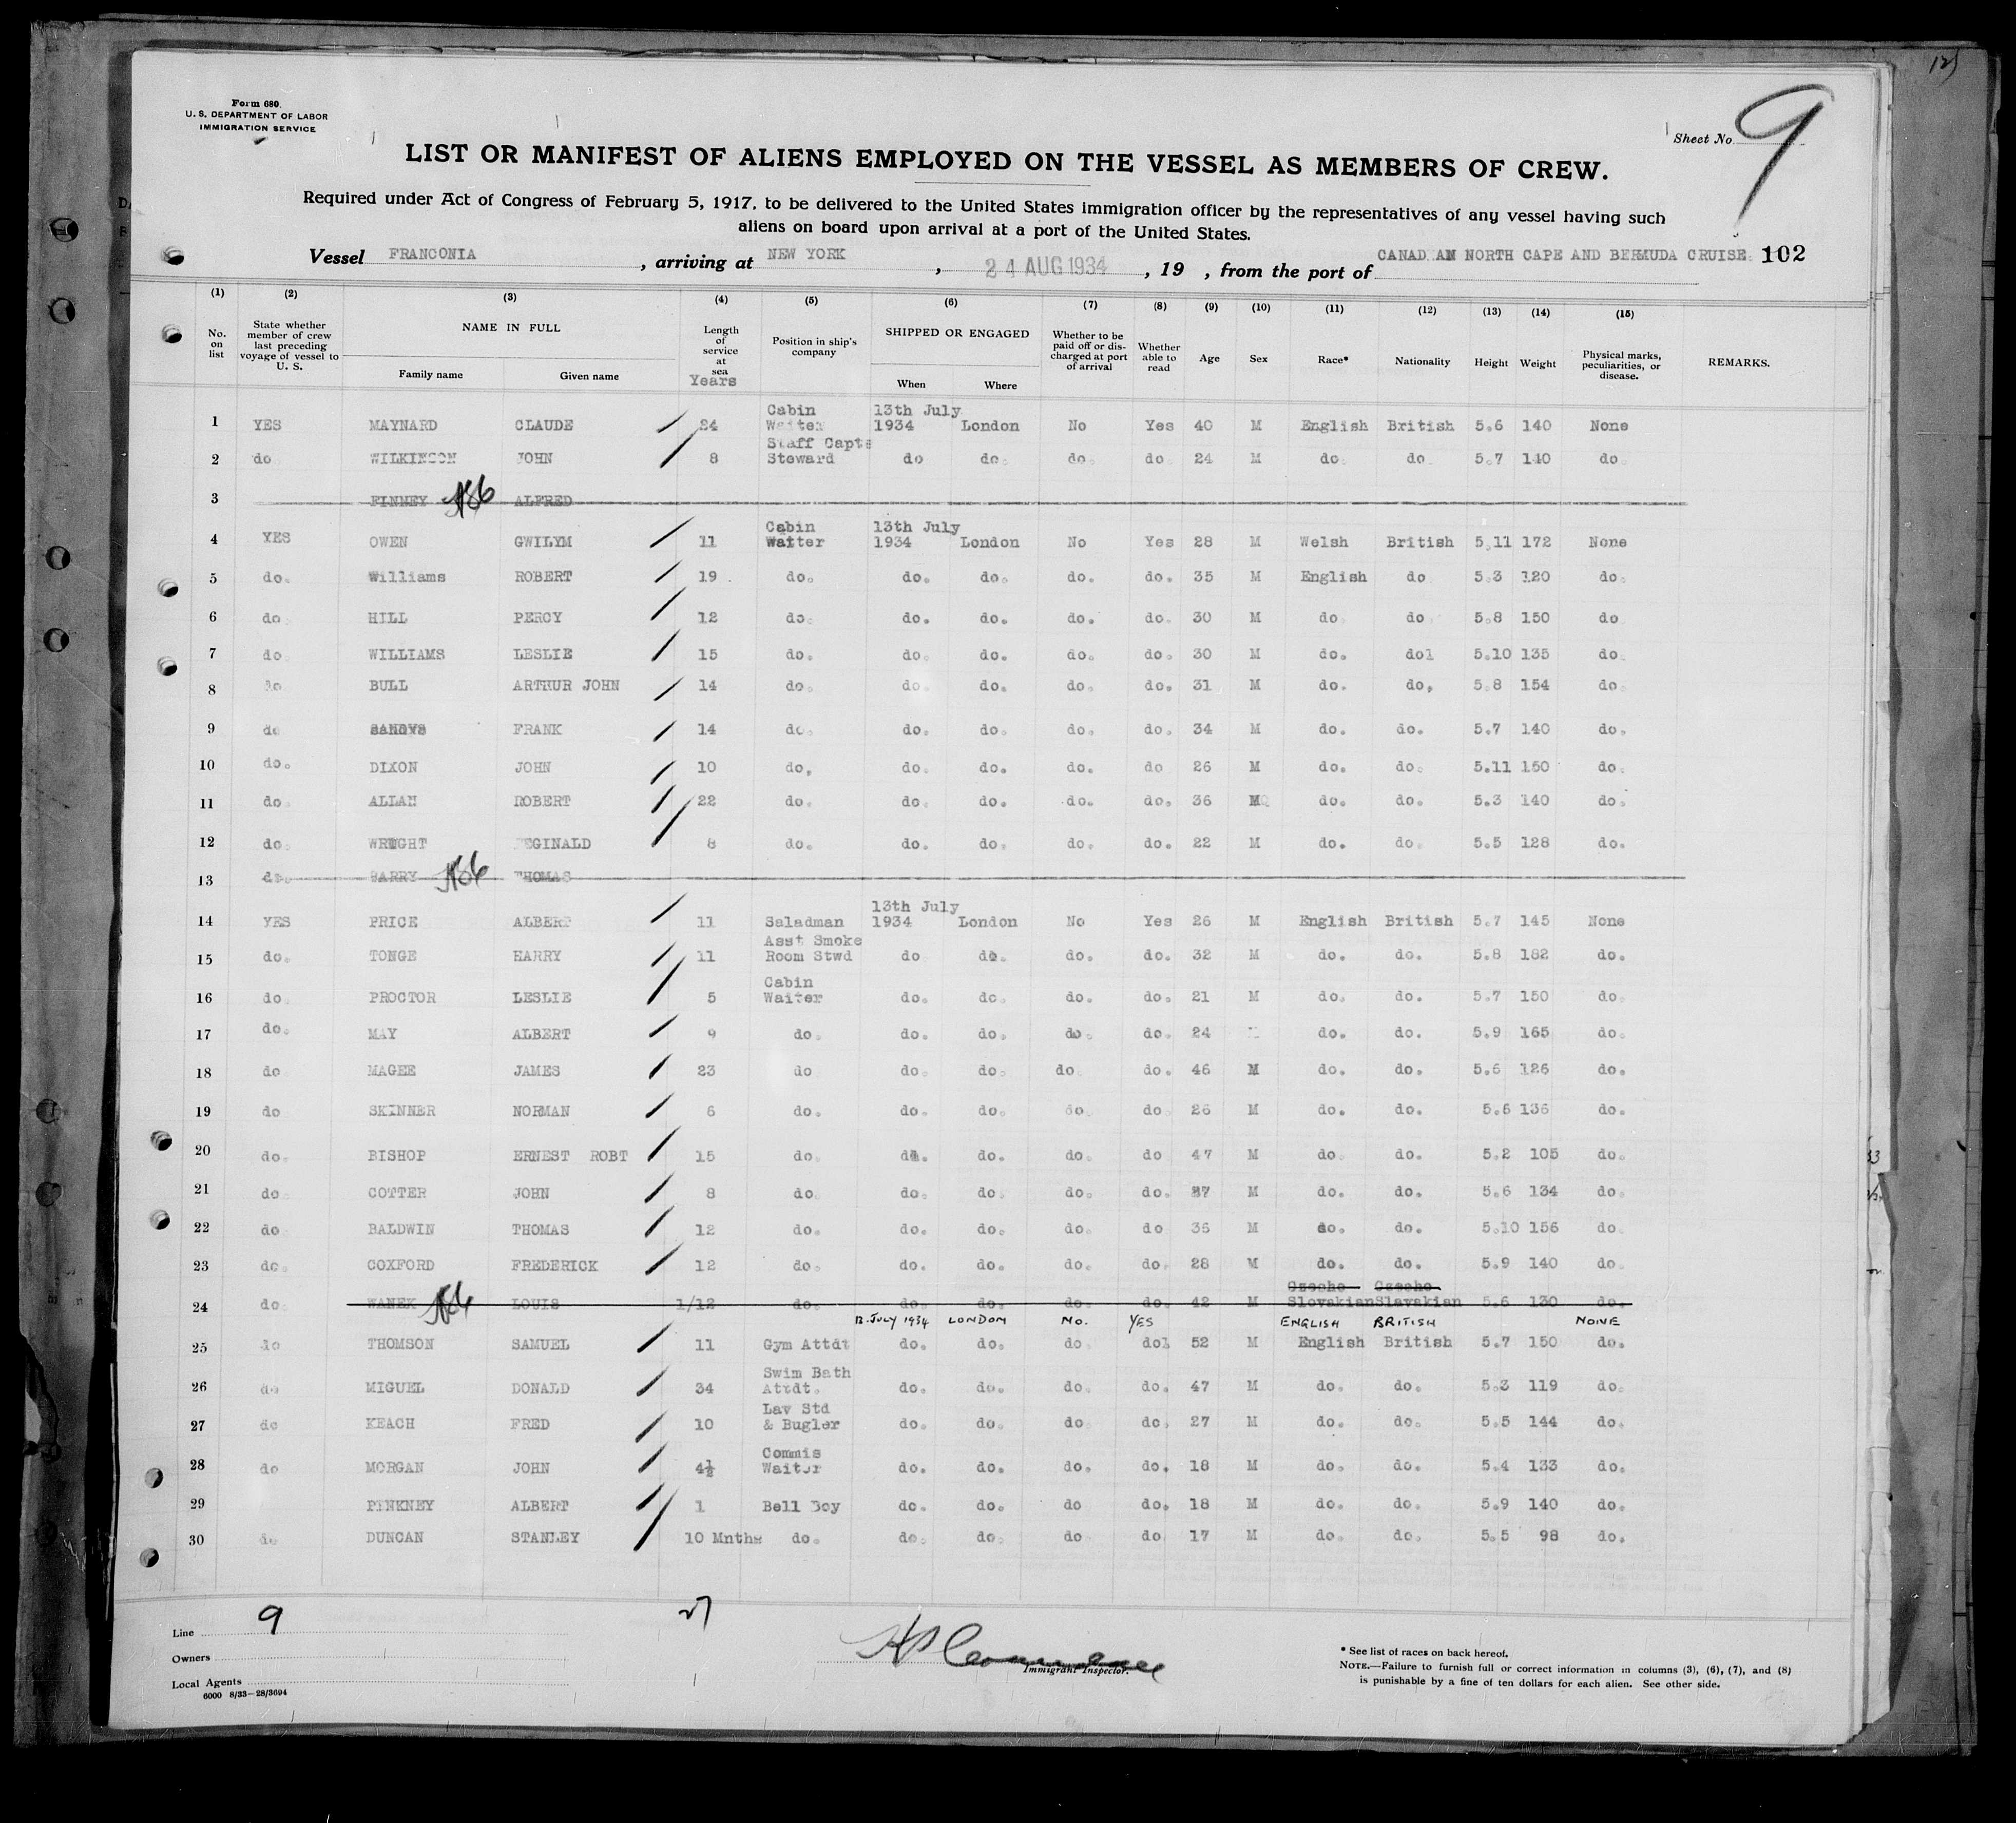 125
Form 680.
U. S. DEPARTMENT OF LABOR
IMMIGRATION SERVICE
Sheet No. 9
LIST OR MANIFEST OF ALIENS EMPLOYED ON THE VESSEL AS MEMBERS OF CREW.
Required under Act of Congress of February 5, 1917, to be delivered to the United States immigration officer by the representatives of any vessel having such
aliens on board upon arrival at a port of the United States.
Vessel FRANCONIA , arriving at NEW YORK , 24 AUG 1934 , 19 , from the port of CANAD AN NORTH CAPE AND BERMUDA CRUISE. 102
(1) (2) (3) (4) (5) (6) (7) (8) (9) (10) (11) (12) (13) (14) (15)
No. on list State whether member of crew last preceding voyage of vessel to U. S. NAME IN FULL Family name Given name Length of service at sea Years Position in ship's company SHIPPED OR ENGAGED When Where Whether to be paid off or discharged at port of arrival Whether able to read Age Sex Race* Nationality Height Weight Physical marks, peculiarities, or disease. REMARKS.
1 YES MAYNARD CLAUDE 24 Cabin Waiter 13th July 1934 London No Yes 40 M English British 5.6 140 None
2 do WILKINSON JOHN 8 Staff Capts Steward do do. do. do 24 M do. do 5.7 140 do
3 FINNEY ALFRED
4 YES OWEN GWILYM 11 Cabin Waiter 13th July 1934 London No Yes 28 M Welsh British 5.11 172 None
5 do. Williams ROBERT 19 do. do. do. do. do. 35 M English do 5.3 120 do.
6 do HILL PERCY 12 do. do. do. do. do. 30 M do do 5.8 150 do
7 do WILLIAMS LESLIE 15 do. do. do. do. do. 30 M do. dol 5.10 135 do.
8 do BULL ARTHUR JOHN 14 do. do. do. do. do. 31 M do. do, 5.8 154 do
9 do SANDYS FRANK 14 do. do. do. do. do. 34 M do. do. 5.7 140 do.
10 do. DIXON JOHN 10 do, do. do. do. do 26 M do. do. 5.11 150 do.
11 do. ALLAN ROBERT 22 do. do. do. do. do. 36 M do. do. 5.3 140 do.
12 do. WRIGHT EGINALD 8 do. do. do. do. do. 22 M do. do. 5.5 128 do.
13 do. BARRY THOMAS
14 YES PRICE ALBERT 11 Saladman 13th July 1934 London No Yes 26 M English British 5.7 145 None
15 do. TONGE HARRY 11 Asst Smoke Room Stwd do do. do. do. 32 M do. do. 5.8 182 do.
16 do. PROCTOR LESLIE 5 Cabin Waiter do. do. do. do. 21 M do. do. 5.7 150 do
17 do. MAY ALBERT 9 do. do. do. do. do. 24 do. do. 5.9 165 do.
18 do MAGEE JAMES 23 do do. do. do do. 46 M do. do. 5.6 126 do.
19 do SKINNER NORMAN 6 do. do. do. do. do 26 M do. do. 5.6 136 do.
20 do. BISHOP ERNEST ROBT 15 do. do. do. do. do 47 M do do. 5.2 105 do.
21 do COTTER JOHN 8 do do. do. do. do. 37 M do. do. 5.6 134 do.
22 do BALDWIN THOMAS 12 do. do. do. do. do 36 M do. do. 5.10 156 do.
23 do. COXFORD FREDERICK 12 do. do. do. do. do. 28 M do. do. 5.9 140 do.
24 do WANEK LOUIS 1/12 do. do. do. do. do. 42 M Czecho Slovakian Czecho Slavakian 5.6 130 do.
13. JULY 1934 LONDON NO. YES ENGLISH BRITISH NONE
25 do THOMSON SAMUEL 11 Gym Attdt do. do. do dol 52 M English British 5.7 150 do.
26 do MIGUEL DONALD 34 Swim Bath Attdt. do. do. do. do. 47 M do. do. 5.3 119 do.
27 do KEACH FRED 10 Lav Std & Bugler do. do. do do. 27 M do. do. 5.5 144 do.
28 do MORGAN JOHN 4½ Commis Waiter do. do. do. do. 18 M do. do. 5.4 133 do.
29 PINKNEY ALBERT 1 Bell Boy do. do. do do. 18 M do. do. 5.9 140 do.
30 do DUNCAN STANLEY 10 Mnths do. do. do. do do 17 M do. do. 5.5 98 do.
Line 9
27
Owners
Local Agents
6000 8/33—28/3694
Immigrant Inspector.
* See list of races on back hereof.
NOTE.—Failure to furnish full or correct information in columns (3), (6), (7), and (8)
is punishable by a fine of ten dollars for each alien. See other side.